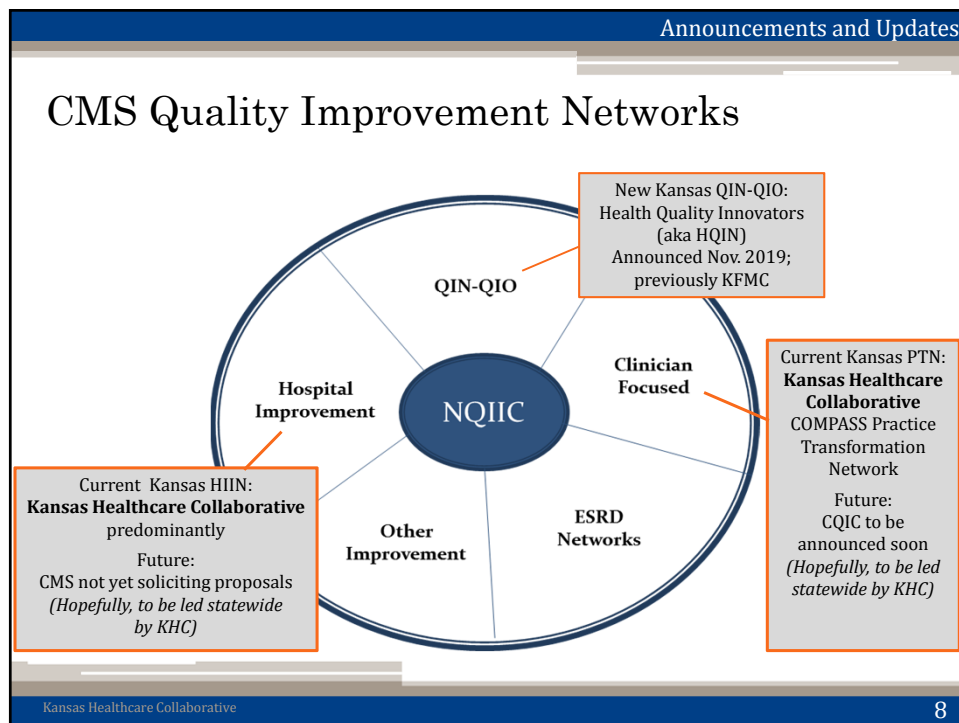 Announcements and Updates
CMS Quality Improvement Networks
New Kansas QIN-QIO:
Health Quality Innovators
(aka HQIN)
Announced Nov. 2019;
previously KFMC
QIN-QIO
Clinician
Focused
Hospital
Improvement
NQIIC
Current Kansas PTN:
Kansas Healthcare
Collaborative
COMPASS Practice
Transformation
Network
Future:
CQIC to be
announced soon
(Hopefully, to be led
statewide by KHC)
Current Kansas HIIN:
Kansas Healthcare Collaborative
predominantly
Future:
CMS not yet soliciting proposals
(Hopefully, to be led statewide
by KHC)
Other
Improvement
ESRD
Networks
Kansas Healthcare Collaborative
8